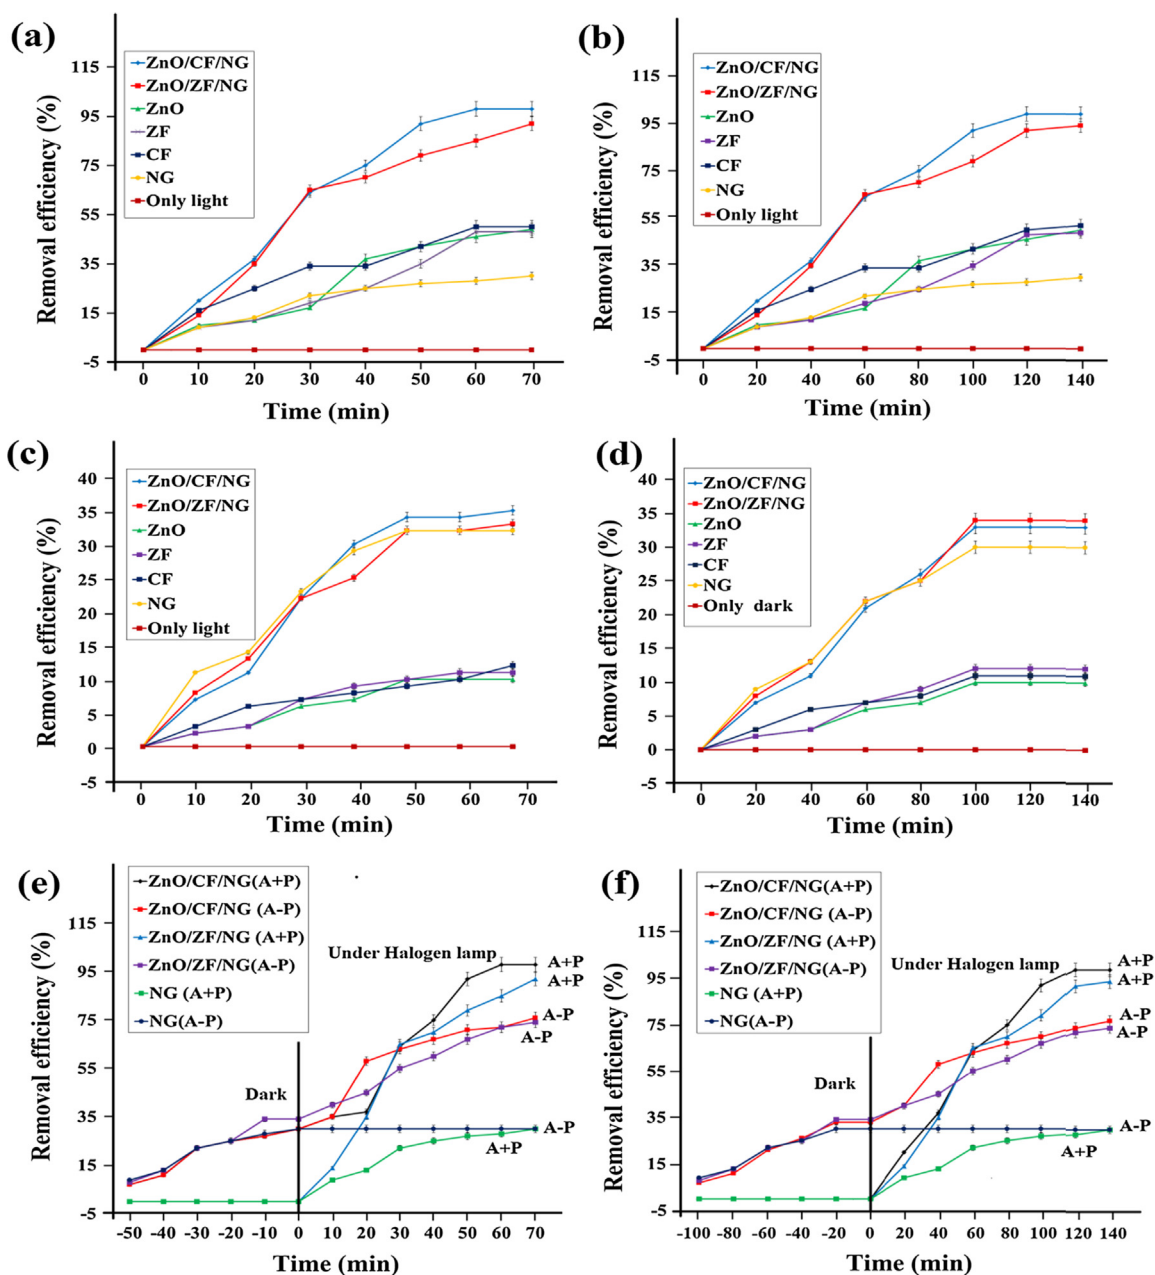 (a)
ZnO/CF/NG
ZnO/ZF/NG
ZnO
ZF
CF
NG
Only light
Removal efficiency (%)
115
95
75
55
35
15
-5
0 10 20 30 40 50 60 70
Time (min)
(b)
ZnO/CF/NG
ZnO/ZF/NG
ZnO
ZF
CF
NG
Only light
Removal efficiency (%)
115
95
75
55
35
15
-5
0 20 40 60 80 100 120 140
Time (min)
(c)
ZnO/CF/NG
ZnO/ZF/NG
ZnO
ZF
CF
NG
Only light
Removal efficiency (%)
40
35
30
25
20
15
10
5
0
-5
0 10 20 30 40 50 60 70
Time (min)
(d)
ZnO/CF/NG
ZnO/ZF/NG
ZnO
ZF
CF
NG
Only dark
Removal efficiency (%)
40
35
30
25
20
15
10
5
0
-5
0 20 40 60 80 100 120 140
Time (min)
(e)
ZnO/CF/NG(A+P)
ZnO/CF/NG (A-P)
ZnO/ZF/NG (A+P)
ZnO/ZF/NG(A-P)
NG (A+P)
NG(A-P)
Under Halogen lamp
Dark
A+P
A+P
A-P
A-P
A-P
A+P
Removal efficiency (%)
115
95
75
55
35
15
-5
-50 -40 -30 -20 -10 0 10 20 30 40 50 60 70
Time (min)
(f)
ZnO/CF/NG(A+P)
ZnO/CF/NG (A-P)
ZnO/ZF/NG (A+P)
ZnO/ZF/NG(A-P)
NG (A+P)
NG(A-P)
Under Halogen lamp
Dark
A+P
A+P
A-P
A-P
A-P
A+P
Removal efficiency (%)
115
95
75
55
35
15
-5
-100 -80 -60 -40 -20 0 20 40 60 80 100 120 140
Time (min)